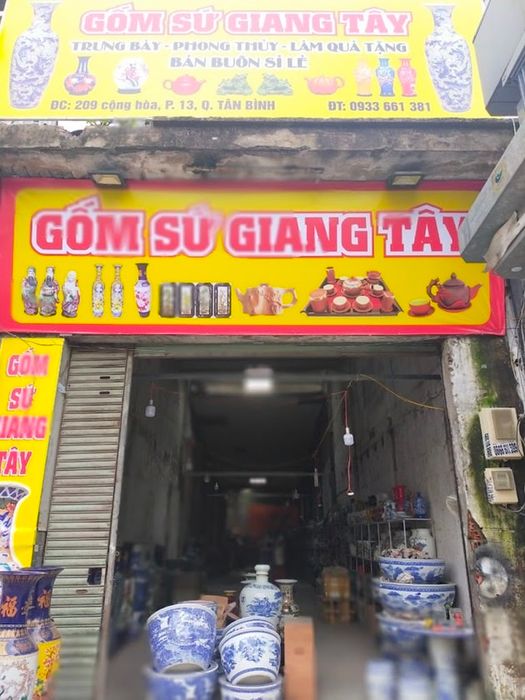 GỐM SỨ GIANG TÂY
TRƯNG BÀY - PHONG THỦY - LÀM QUÀ TẶNG
BÁN BUÔN SỈ LẺ
ĐC: 209 cộng hòa, P. 13, Q. TÂN BÌNH
ĐT: 0933 661 381
GỐM SỨ GIANG TÂY
GỐM
SỨ
GIANG
TÂY
福